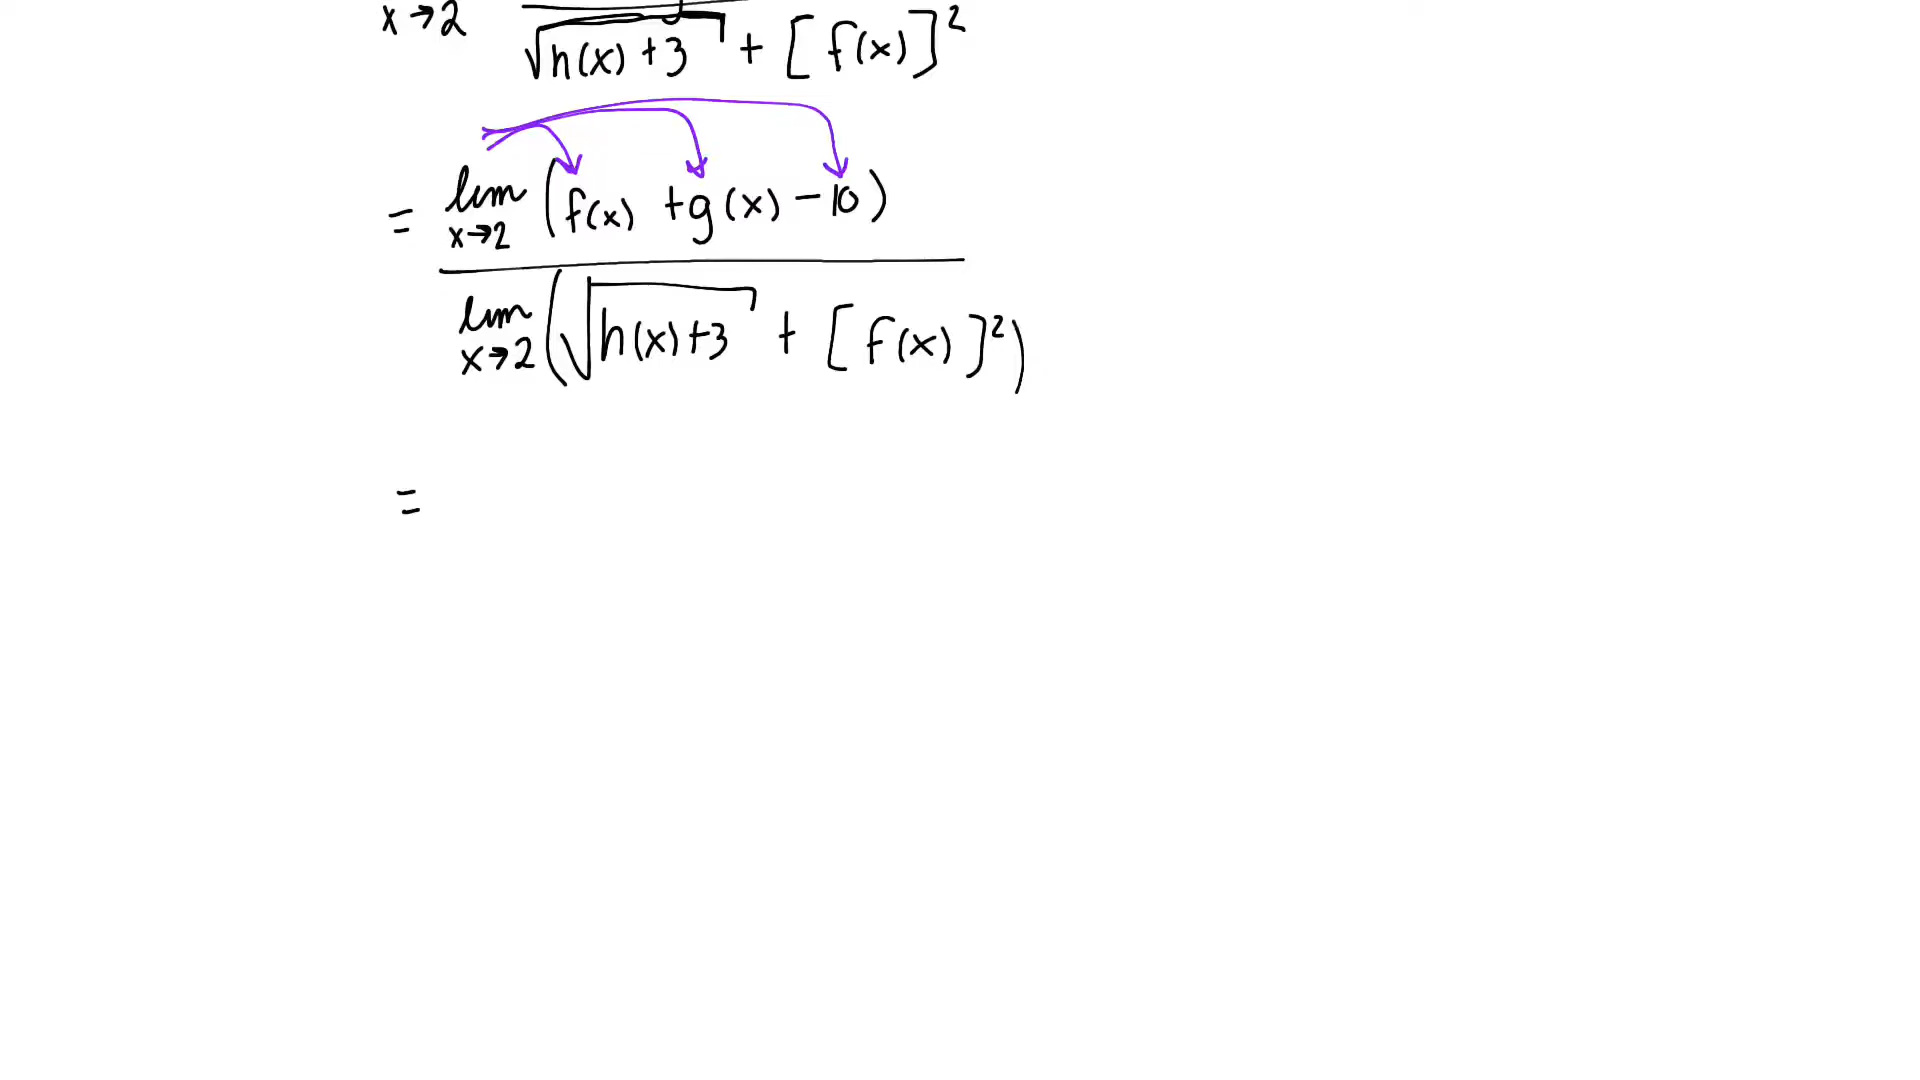 x→2 √h(x)+3 + [f(x)]²
= lim x→2 (f(x) + g(x) - 10)
lim x→2 (√h(x)+3 + [f(x)]²)
=